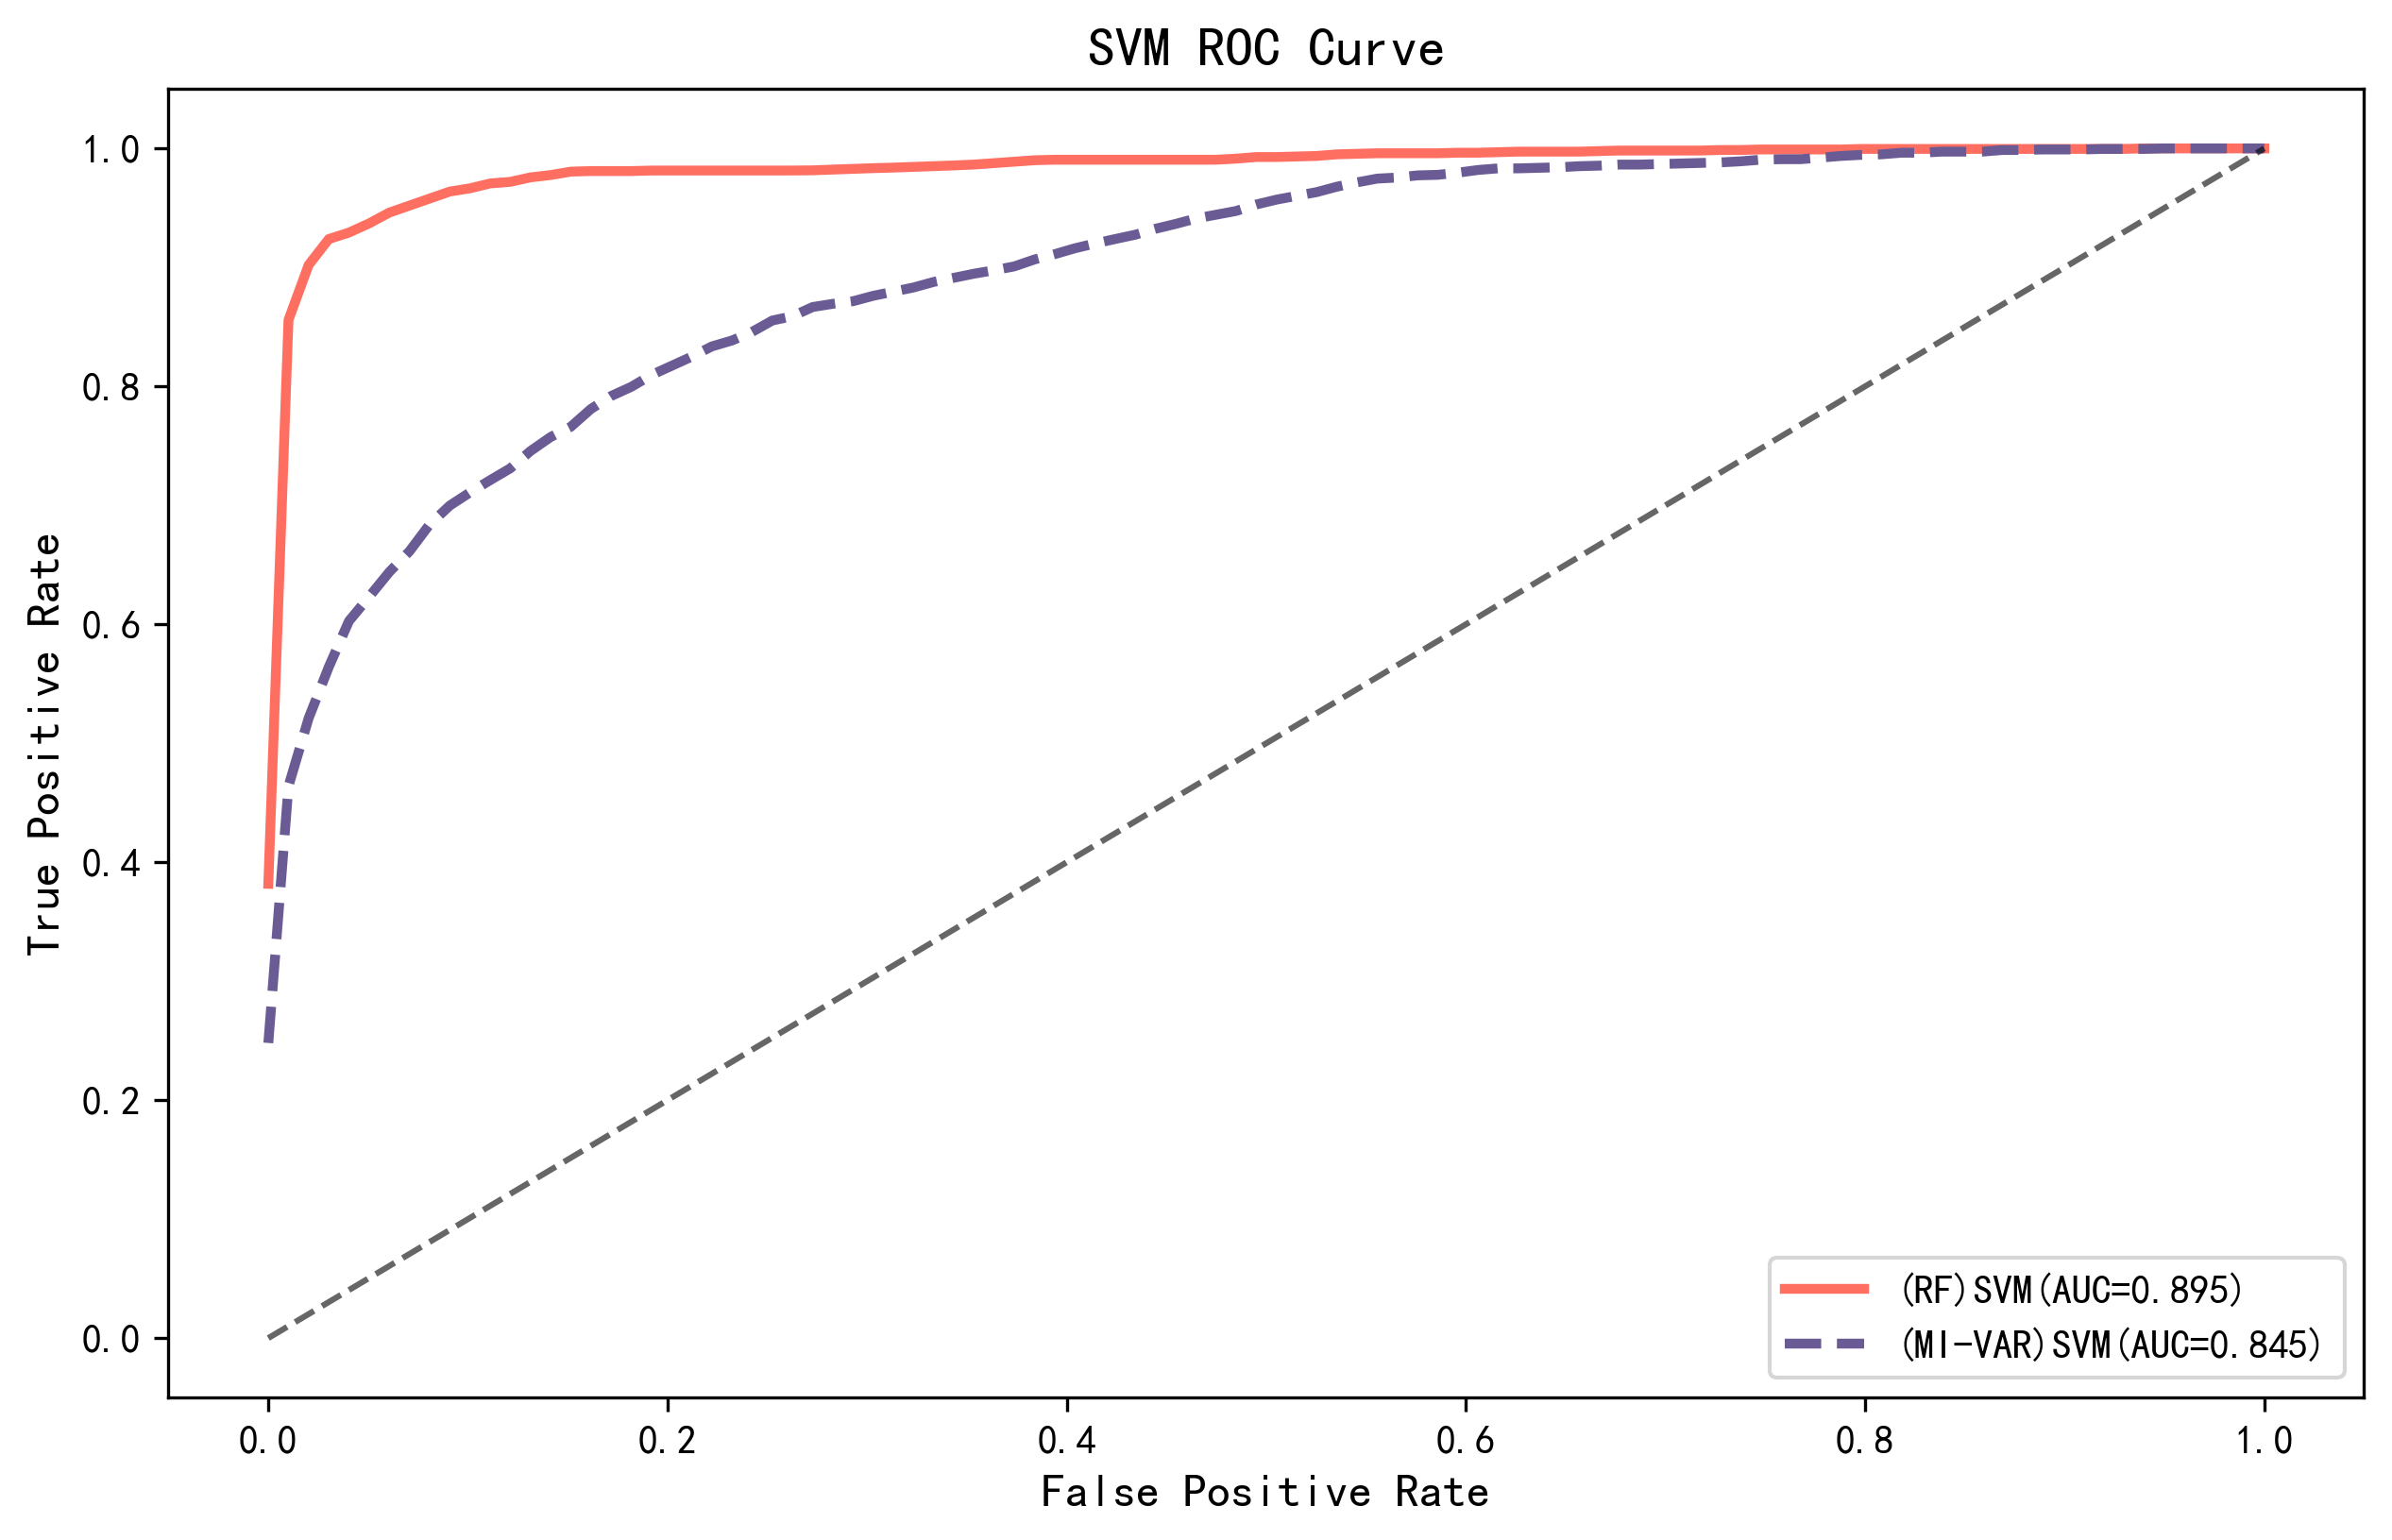 SVM ROC Curve
True Positive Rate
1.0
0.8
0.6
0.4
0.2
0.0
(RF)SVM(AUC=0.895)
(MI-VAR)SVM(AUC=0.845)
0.0 0.2 0.4 0.6 0.8 1.0
False Positive Rate